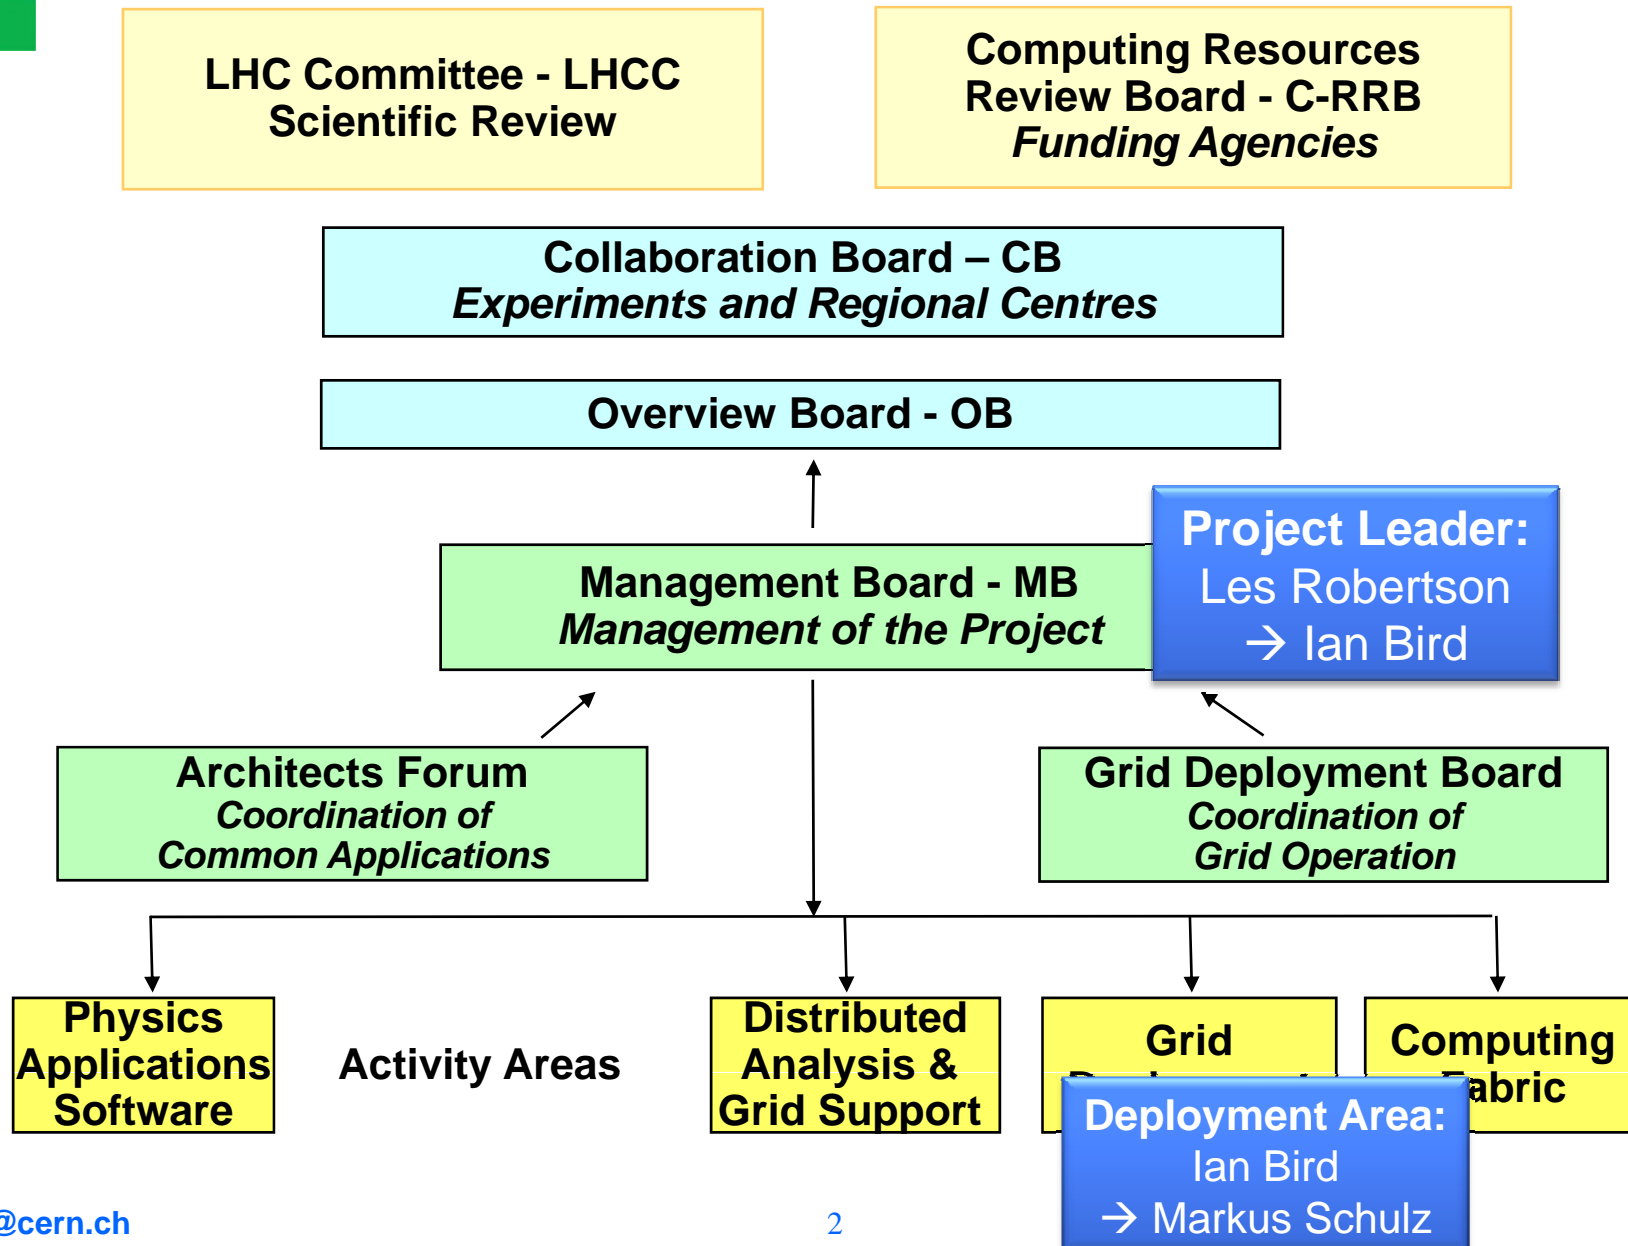 LHC Committee - LHCC
Scientific Review
Computing Resources
Review Board - C-RRB
Funding Agencies
Collaboration Board – CB
Experiments and Regional Centres
Overview Board - OB
Project Leader:
Les Robertson
→ Ian Bird
Management Board - MB
Management of the Project
Architects Forum
Coordination of
Common Applications
Grid Deployment Board
Coordination of
Grid Operation
Physics
Applications
Software
Activity Areas
Distributed
Analysis &
Grid Support
Grid
Computing
Fabric
Deployment Area:
Ian Bird
→ Markus Schulz
@cern.ch
2